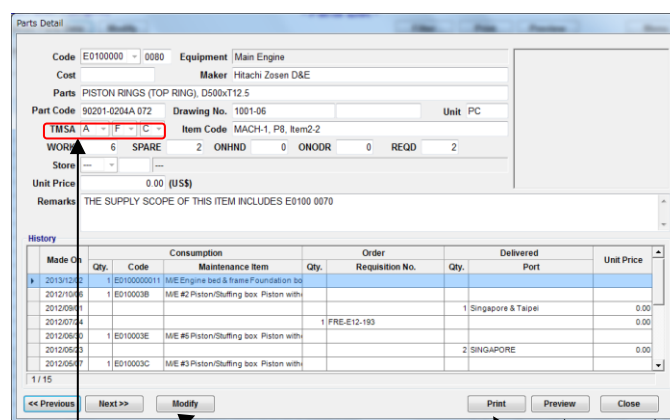 Parts Detail
Code E0100000 0080 Equipment Main Engine
Cost Maker Hitachi Zosen D&E
Parts PISTON RINGS (TOP RING), D500xT12.5
Part Code 90201-0204A 072 Drawing No. 1001-06 Unit PC
TMSA A F C Item Code MACH-1, P8, Item2-2
WORK 6 SPARE 2 ONHND 0 ONODR 0 REQD 2
Store --- ---
Unit Price 0.00 (US$)
Remarks THE SUPPLY SCOPE OF THIS ITEM INCLUDES E0100 0070
History
Made On Consumption Order Delivered Unit Price
Qty. Code Maintenance Item Qty. Requisition No. Qty. Port
2013/12/02 1 E0100000011 M/E Engine bed & frame Foundation bo
2012/10/06 1 E010003B M/E #2 Piston/Stuffing box Piston with
2012/09/01 1 Singapore & Taipei 0.00
2012/07/24 1 FRE-E12-193 0.00
2012/06/30 1 E010003E M/E #5 Piston/Stuffing box Piston with
2012/05/23 2 SINGAPORE 0.00
2012/05/07 1 E010003C M/E #3 Piston/Stuffing box Piston with
1 / 15
<< Previous Next >> Modify Print Preview Close